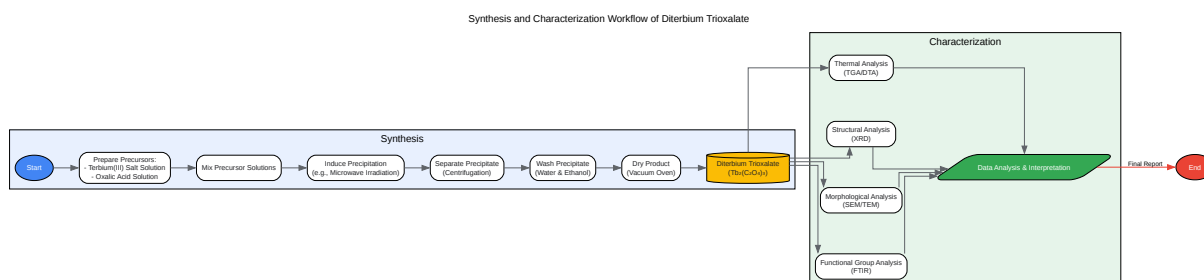 Synthesis and Characterization Workflow of Diterbium Trioxalate
Characterization
Thermal Analysis
(TGA/DTA)
Synthesis
Structural Analysis
(XRD)
Start
Prepare Precursors:
- Terbium(III) Salt Solution
- Oxalic Acid Solution
Mix Precursor Solutions
Induce Precipitation
(e.g., Microwave Irradiation)
Separate Precipitate
(Centrifugation)
Wash Precipitate
(Water & Ethanol)
Dry Product
(Vacuum Oven)
Diterbium Trioxalate
(Tb₂(C₂O₄)₃)
Data Analysis & Interpretation
Final Report
End
Morphological Analysis
(SEM/TEM)
Functional Group Analysis
(FTIR)